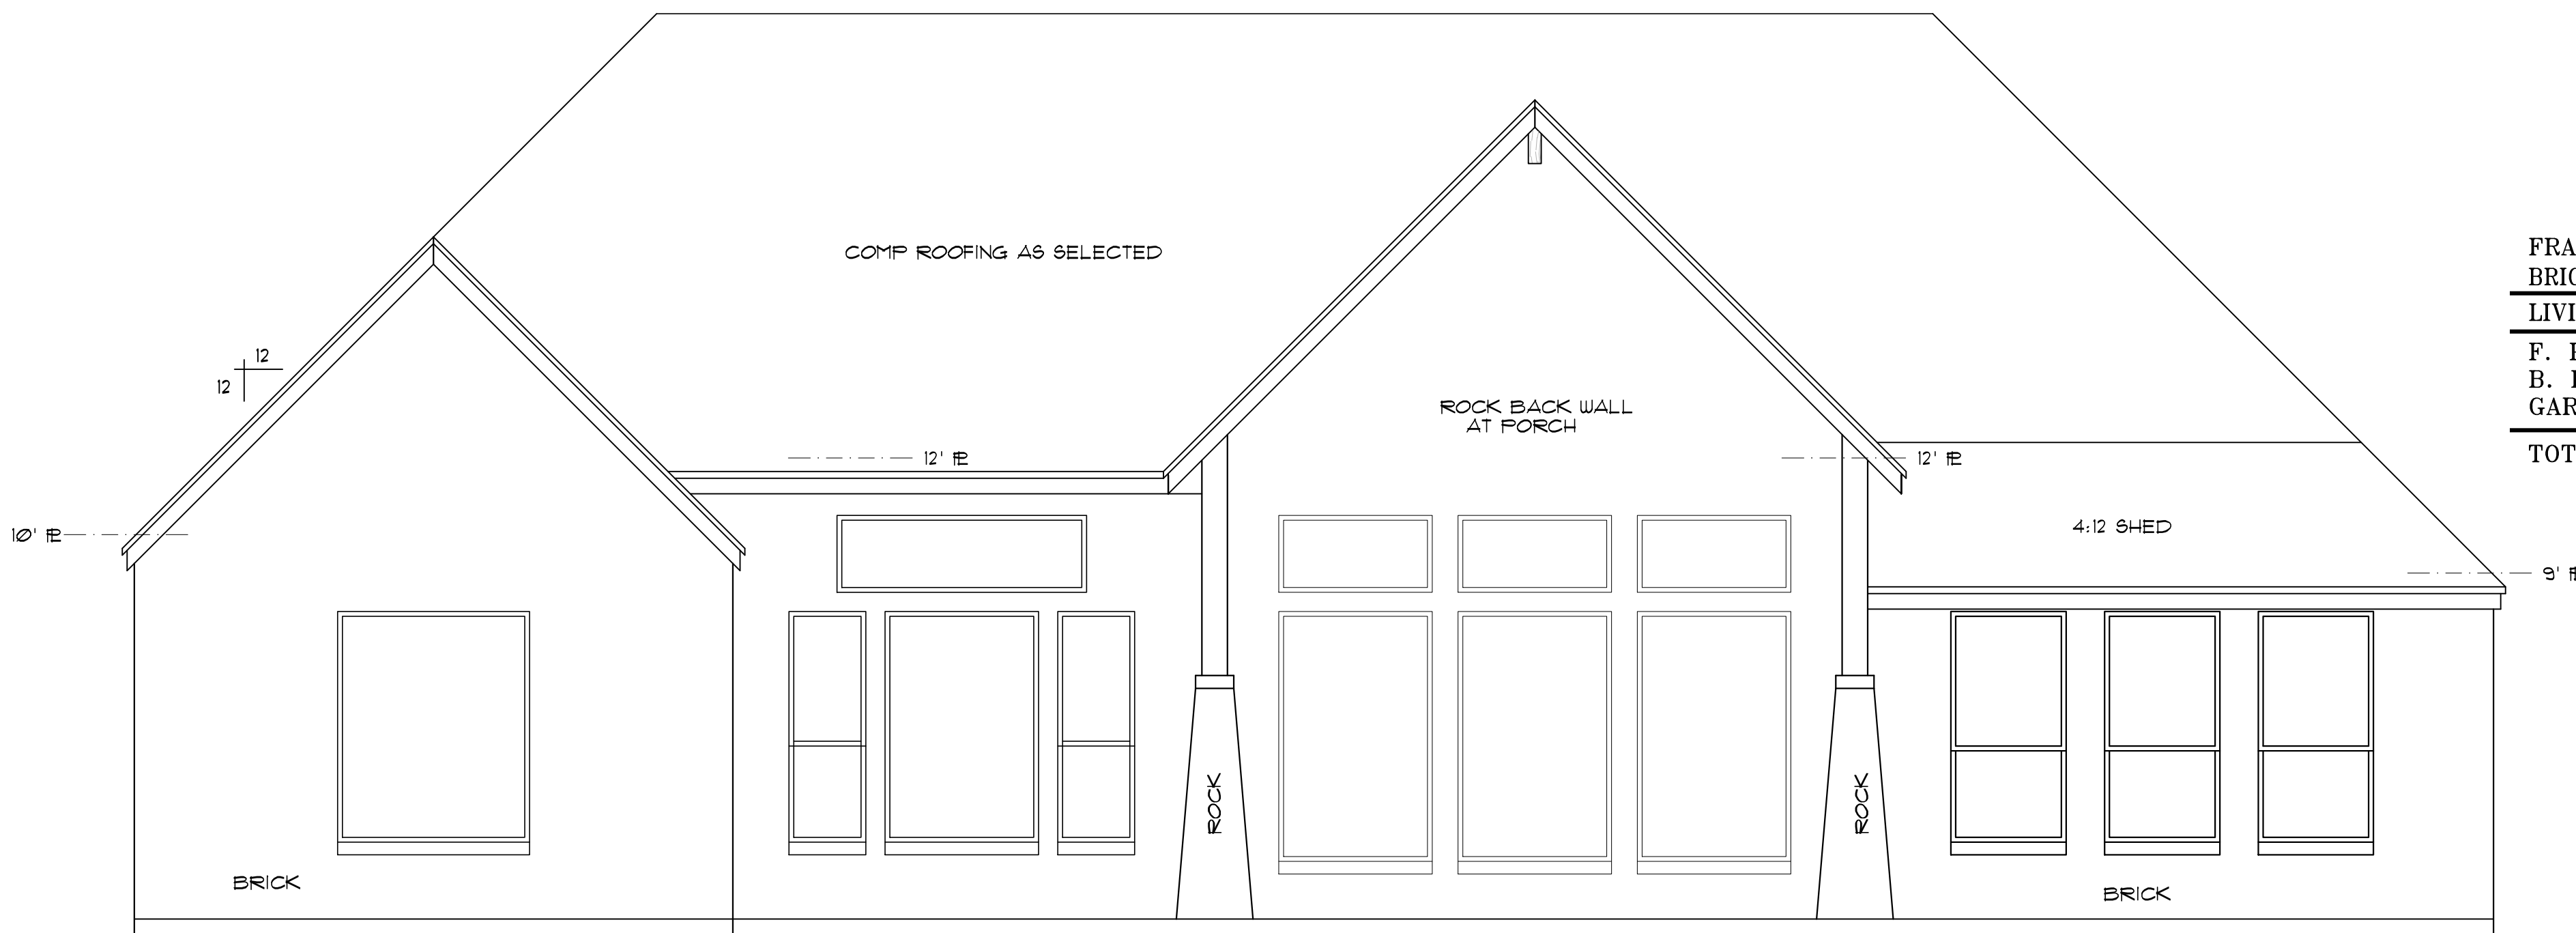 COMP ROOFING AS SELECTED
12
12
ROCK BACK WALL
AT PORCH
12' PL
12' PL
10' PL
4:12 SHED
9'
ROCK
ROCK
BRICK
BRICK
F.
B.